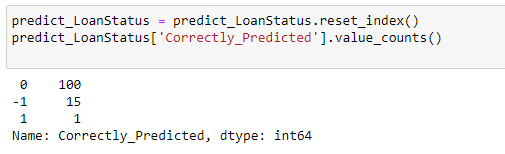 predict_LoanStatus = predict_LoanStatus.reset_index()
predict_LoanStatus['Correctly_Predicted'].value_counts()
 0    100
-1     15
 1      1
Name: Correctly_Predicted, dtype: int64